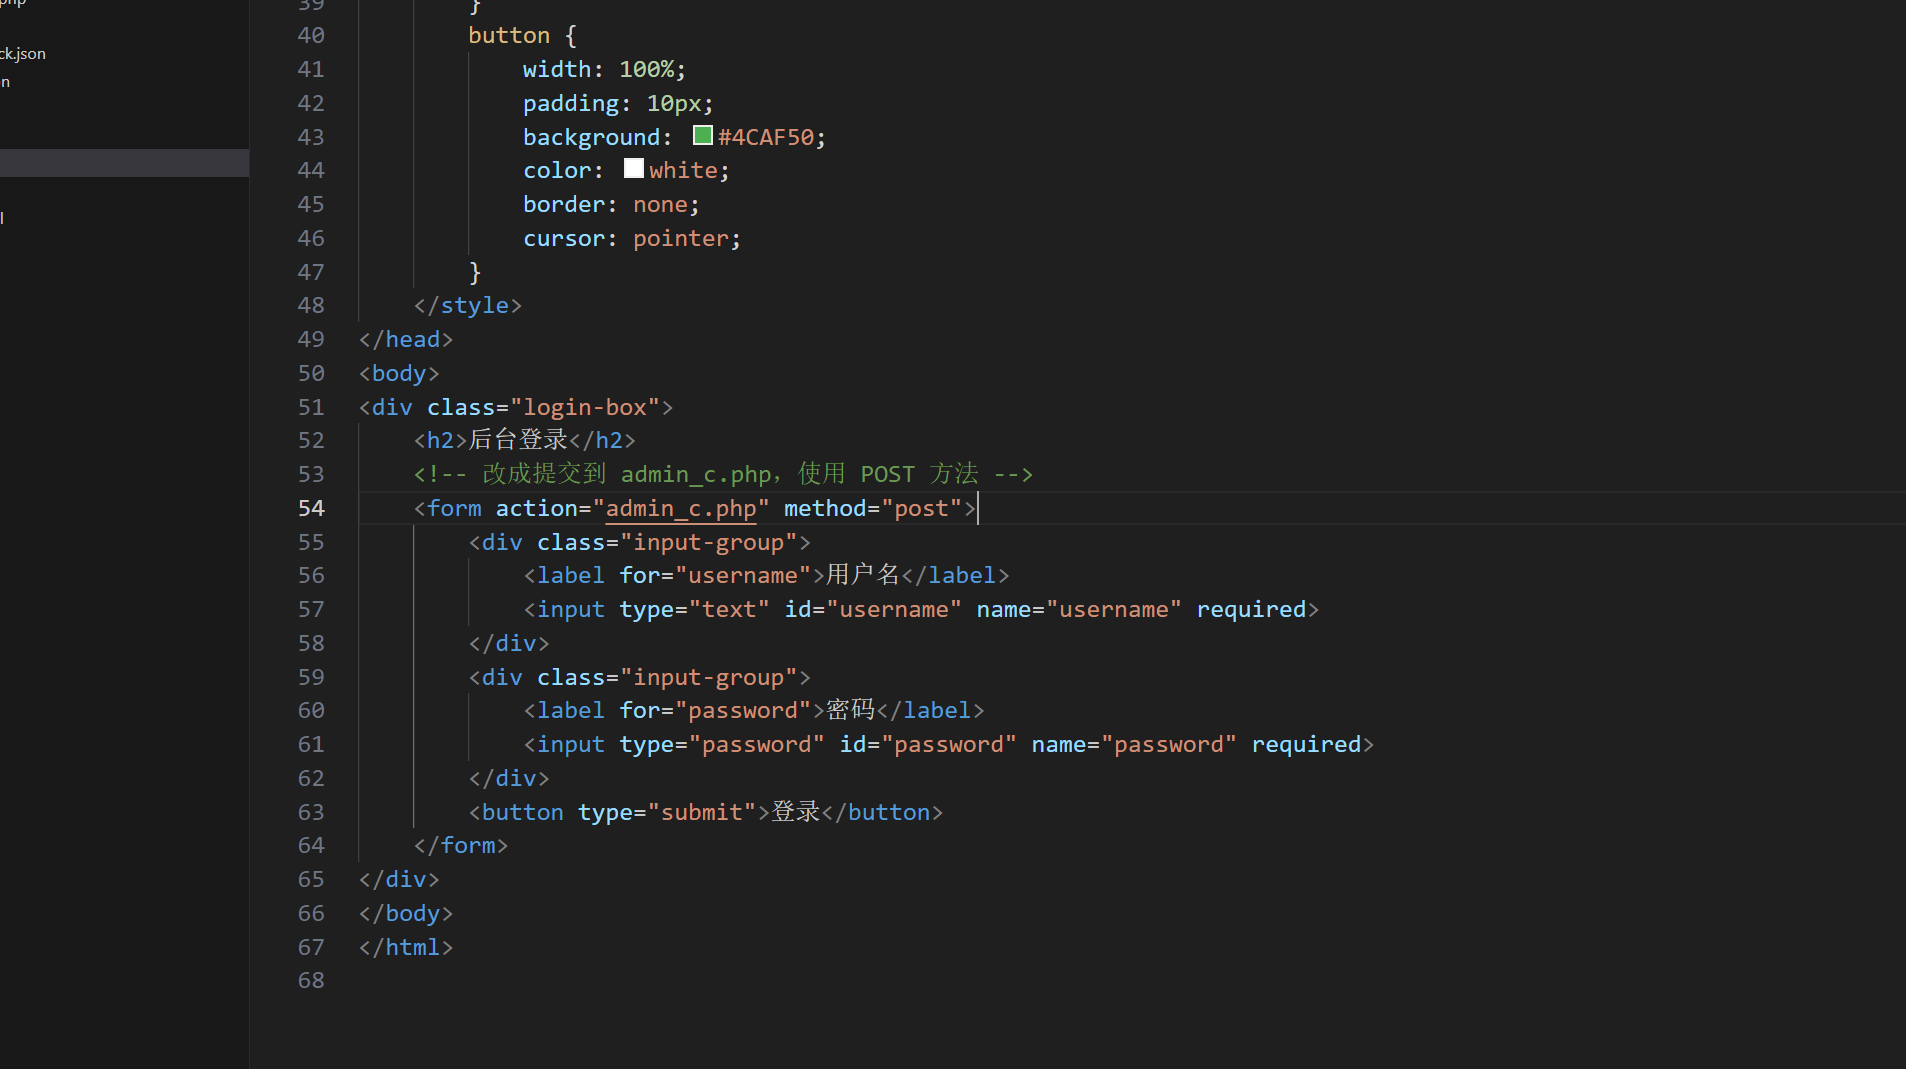 php
ck.json
n
l
39 }
40 button {
41 width: 100%;
42 padding: 10px;
43 background: #4CAF50;
44 color: white;
45 border: none;
46 cursor: pointer;
47 }
48 </style>
49 </head>
50 <body>
51 <div class="login-box">
52 <h2>后台登录</h2>
53 <!-- 改成提交到 admin_c.php，使用 POST 方法 -->
54 <form action="admin_c.php" method="post">
55 <div class="input-group">
56 <label for="username">用户名</label>
57 <input type="text" id="username" name="username" required>
58 </div>
59 <div class="input-group">
60 <label for="password">密码</label>
61 <input type="password" id="password" name="password" required>
62 </div>
63 <button type="submit">登录</button>
64 </form>
65 </div>
66 </body>
67 </html>
68